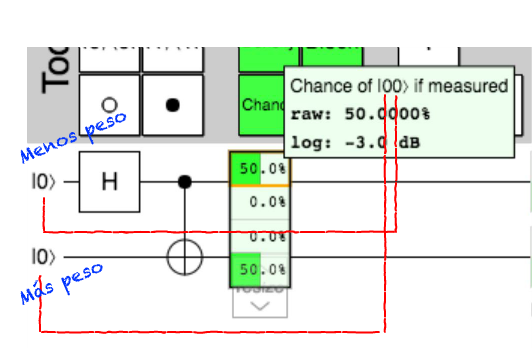 Too
Chanc
Chance of |00⟩ if measured
raw: 50.0000%
log: -3.0 dB
Menos peso
|0⟩
H
50.0%
0.0%
0.0%
|0⟩
50.0%
Más peso